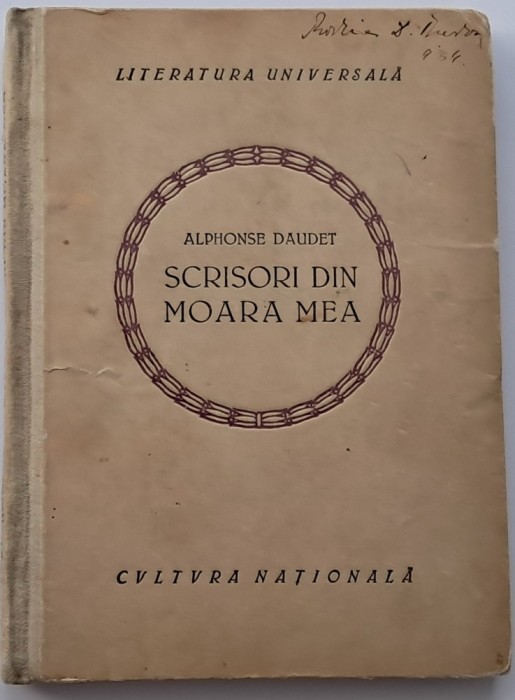 LITERATURA UNIVERSALĂ
ALPHONSE DAUDET
SCRISORI DIN
MOARA MEA
CVLTVRA NAȚIONALĂ